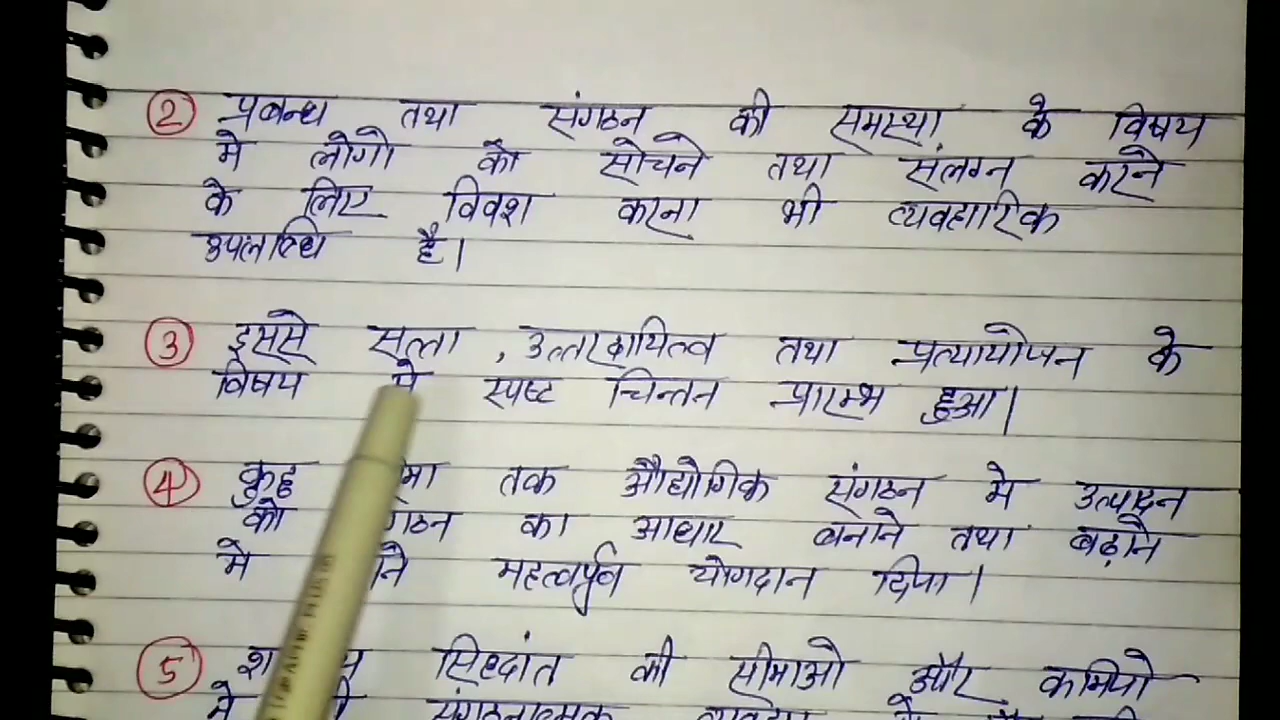 ② प्रबन्ध तथा संगठन की समस्या के विषय
मे लोगो को सोचने तथा संलग्न करने
के लिए विवश करना भी व्यवहारिक
उपलब्धि है।
③ इससे सत्ता , उत्तरदायित्व तथा प्रत्यायोजन के
विषय मे स्पष्ट चिन्तन प्रारम्भ हुआ।
④ कुछ तक औद्योगिक संगठन मे उत्पादन
को का आधार बनाने तथा बढ़ाने
मे महत्वपूर्ण योगदान दिया।
⑤ सिद्धांत की सीमाओ और कमियो
ने संगठनात्मक